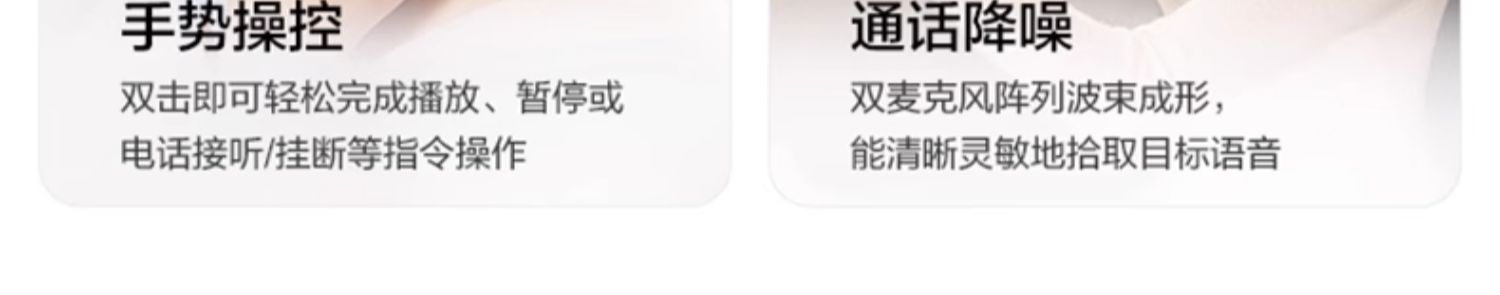 手势操控
双击即可轻松完成播放、暂停或
电话接听/挂断等指令操作
通话降噪
双麦克风阵列波束成形，
能清晰灵敏地拾取目标语音